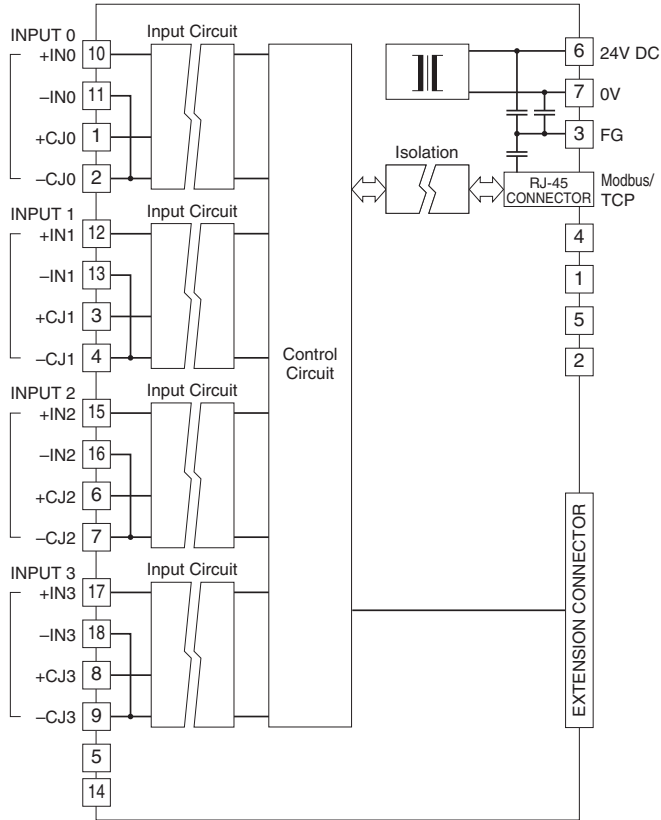 INPUT 0
+IN0 10
–IN0 11
+CJ0 1
–CJ0 2
Input Circuit
INPUT 1
+IN1 12
–IN1 13
+CJ1 3
–CJ1 4
Input Circuit
INPUT 2
+IN2 15
–IN2 16
+CJ2 6
–CJ2 7
Input Circuit
INPUT 3
+IN3 17
–IN3 18
+CJ3 8
–CJ3 9
Input Circuit
5
14
Control
Circuit
6 24V DC
7 0V
3 FG
Isolation
RJ-45
CONNECTOR
Modbus/
TCP
4
1
5
2
EXTENSION CONNECTOR